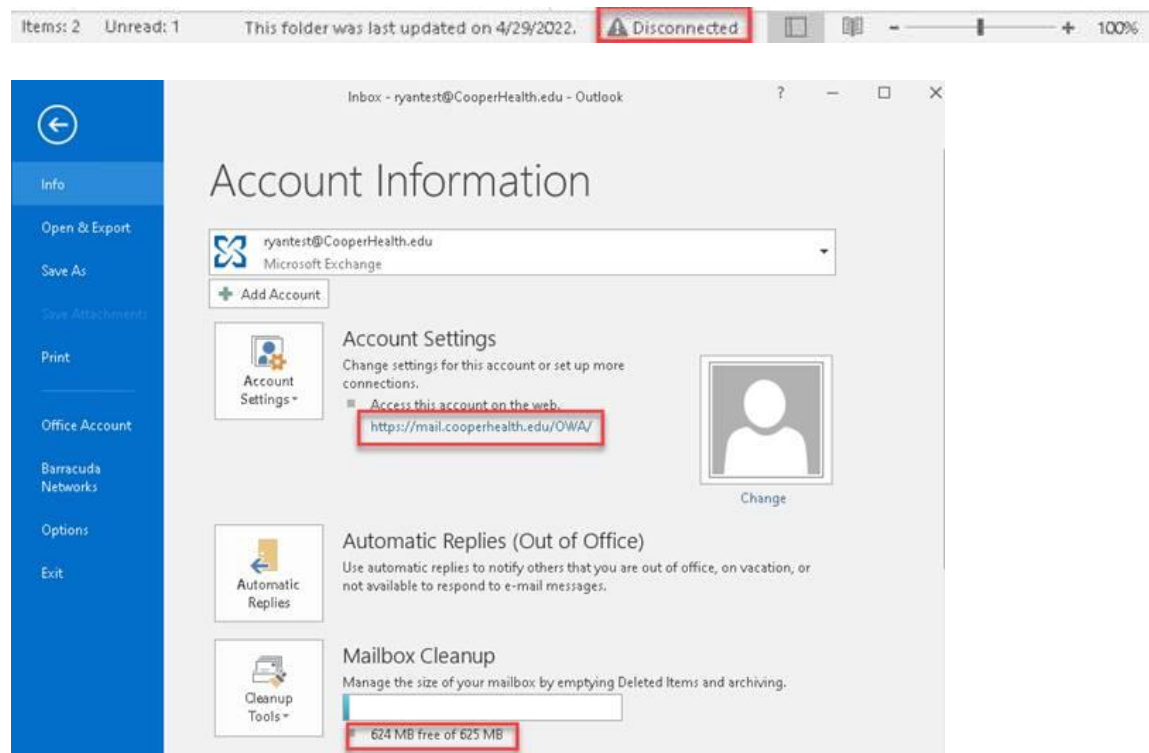 Items: 2 Unread: 1 This folder was last updated on 4/29/2022. Disconnected - + 100%
Inbox - ryantest@CooperHealth.edu - Outlook ?
Info
Open & Export
Save As
Save Attachments
Print
Office Account
Barracuda
Networks
Options
Exit
Account Information
ryantest@CooperHealth.edu
Microsoft Exchange
Add Account
Account
Settings
Account Settings
Change settings for this account or set up more
connections.
Access this account on the web.
https://mail.cooperhealth.edu/OWA/
Change
Automatic
Replies
Automatic Replies (Out of Office)
Use automatic replies to notify others that you are out of office, on vacation, or
not available to respond to e-mail messages.
Cleanup
Tools
Mailbox Cleanup
Manage the size of your mailbox by emptying Deleted Items and archiving.
624 MB free of 625 MB